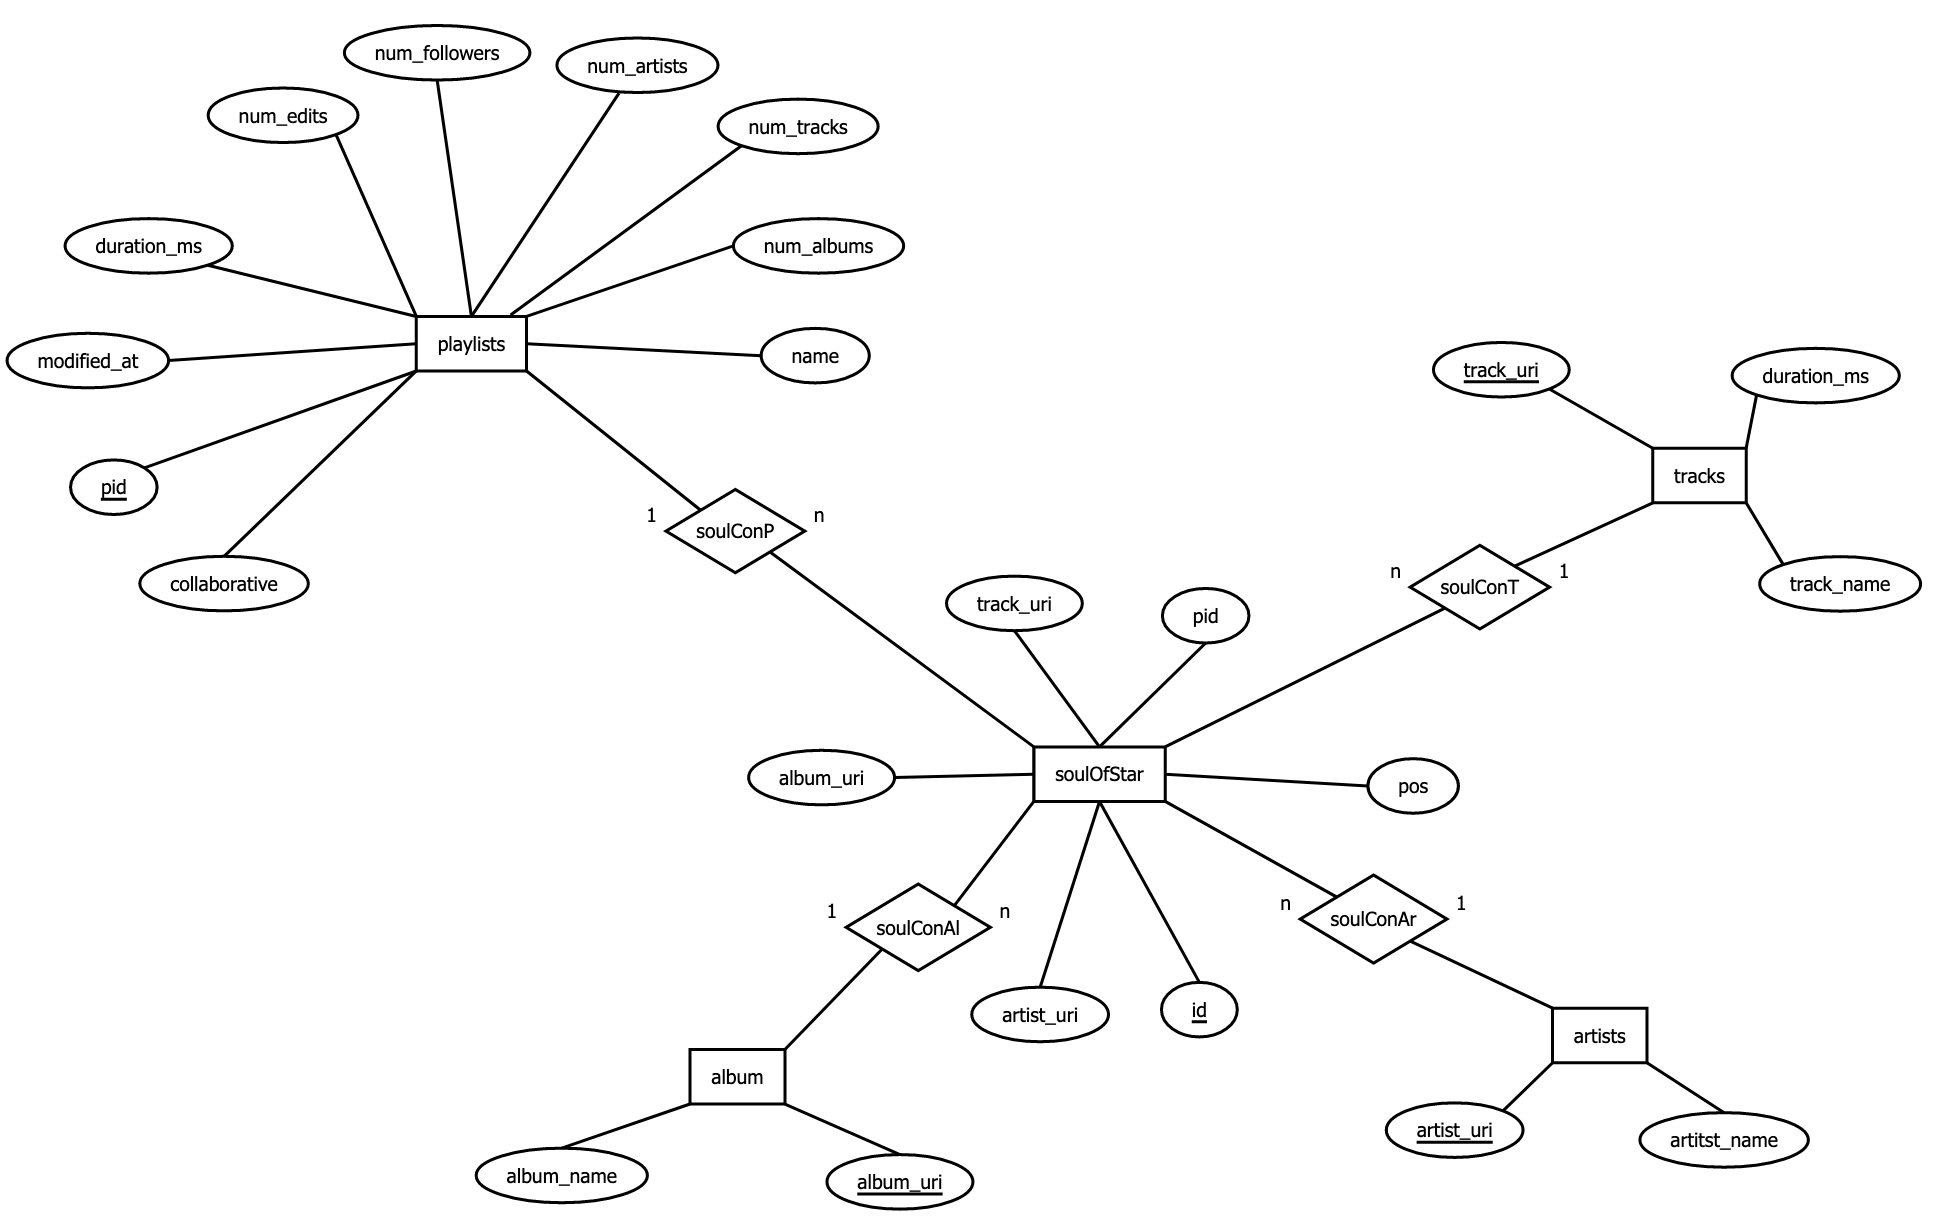 num_followers
num_artists
num_edits
num_tracks
duration_ms
num_albums
playlists
modified_at
name
track_uri
duration_ms
tracks
pid
1
soulConP
n
collaborative
n
soulConT
1
track_name
track_uri
pid
album_uri
soulOfStar
pos
1
soulConAl
n
n
soulConAr
1
artist_uri
id
artists
album
artist_uri
artitst_name
album_name
album_uri